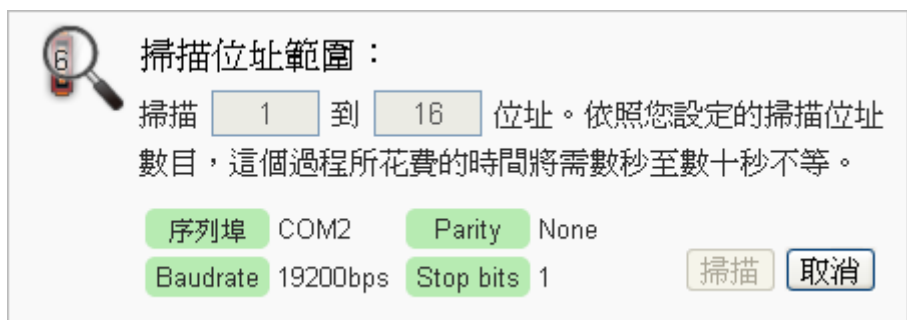 6
掃描位址範圍：
掃描 1 到 16 位址。依照您設定的掃描位址
數目，這個過程所花費的時間將需數秒至數十秒不等。
序列埠 COM2 Parity None
Baudrate 19200bps Stop bits 1 掃描 取消